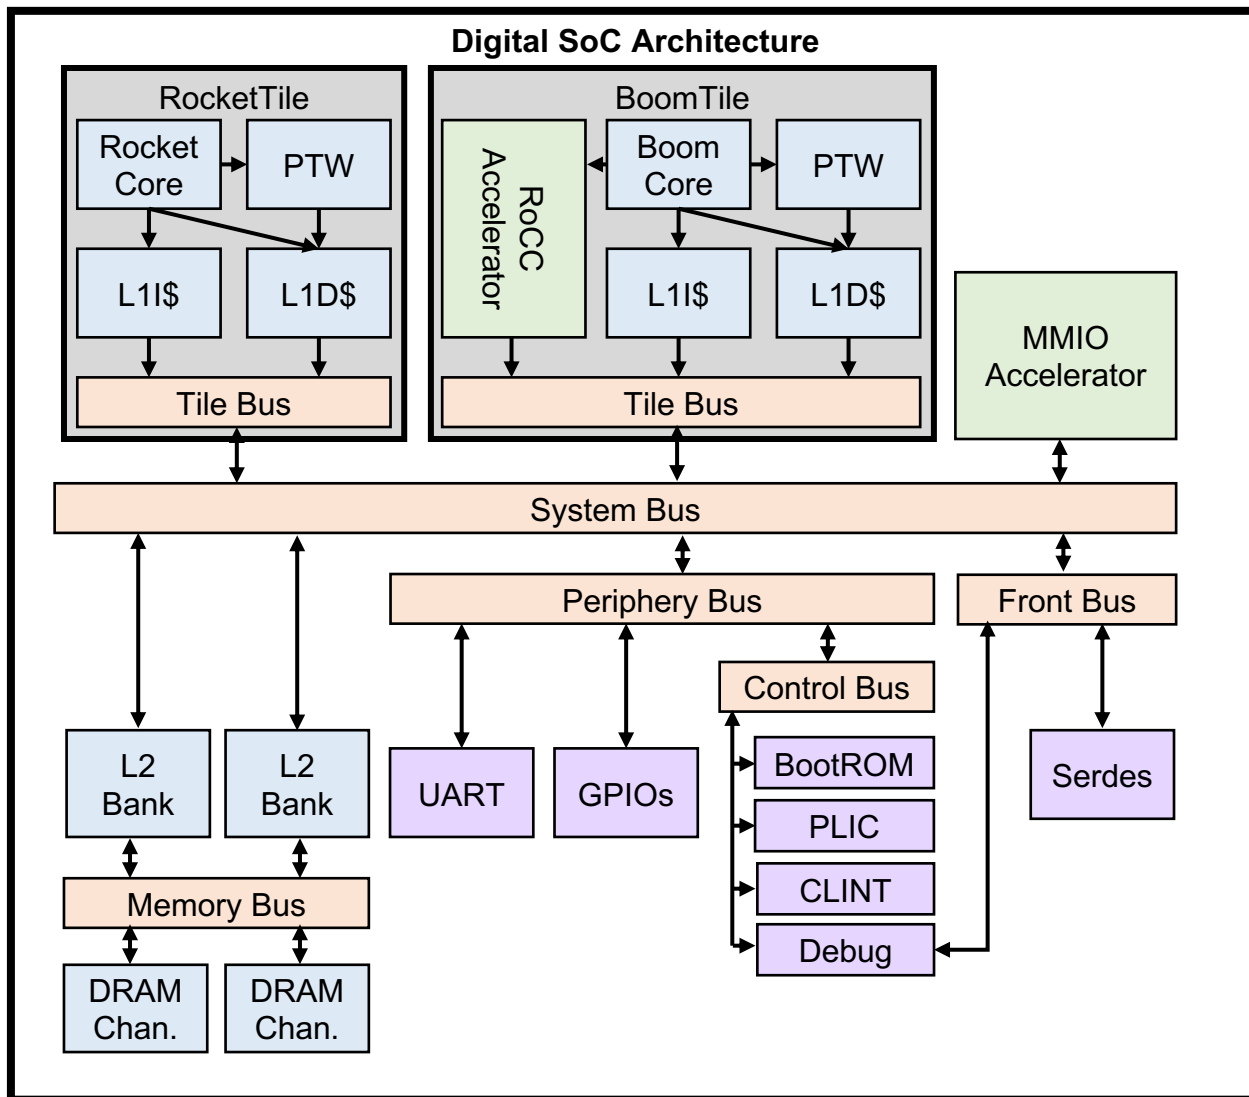 Digital SoC Architecture
RocketTile
Rocket
Core
PTW
L1I$
L1D$
Tile Bus
BoomTile
RoCC
Accelerator
Boom
Core
PTW
L1I$
L1D$
Tile Bus
MMIO
Accelerator
System Bus
Periphery Bus
Front Bus
Control Bus
L2
Bank
L2
Bank
UART
GPIOs
BootROM
PLIC
CLINT
Debug
Serdes
Memory Bus
DRAM
Chan.
DRAM
Chan.